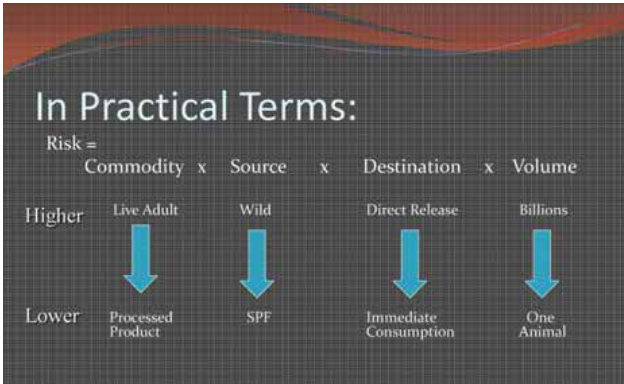 In Practical Terms:
Risk =
Commodity x Source x Destination x Volume
Higher Live Adult Wild Direct Release Billions
Lower Processed Product SPF Immediate Consumption One Animal